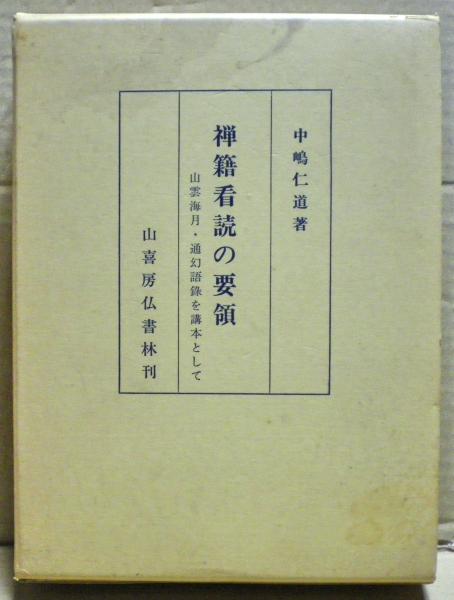 中嶋仁道著
禅籍看読の要領
山雲海月・通幻語錄を講本として
山喜房仏書林刊